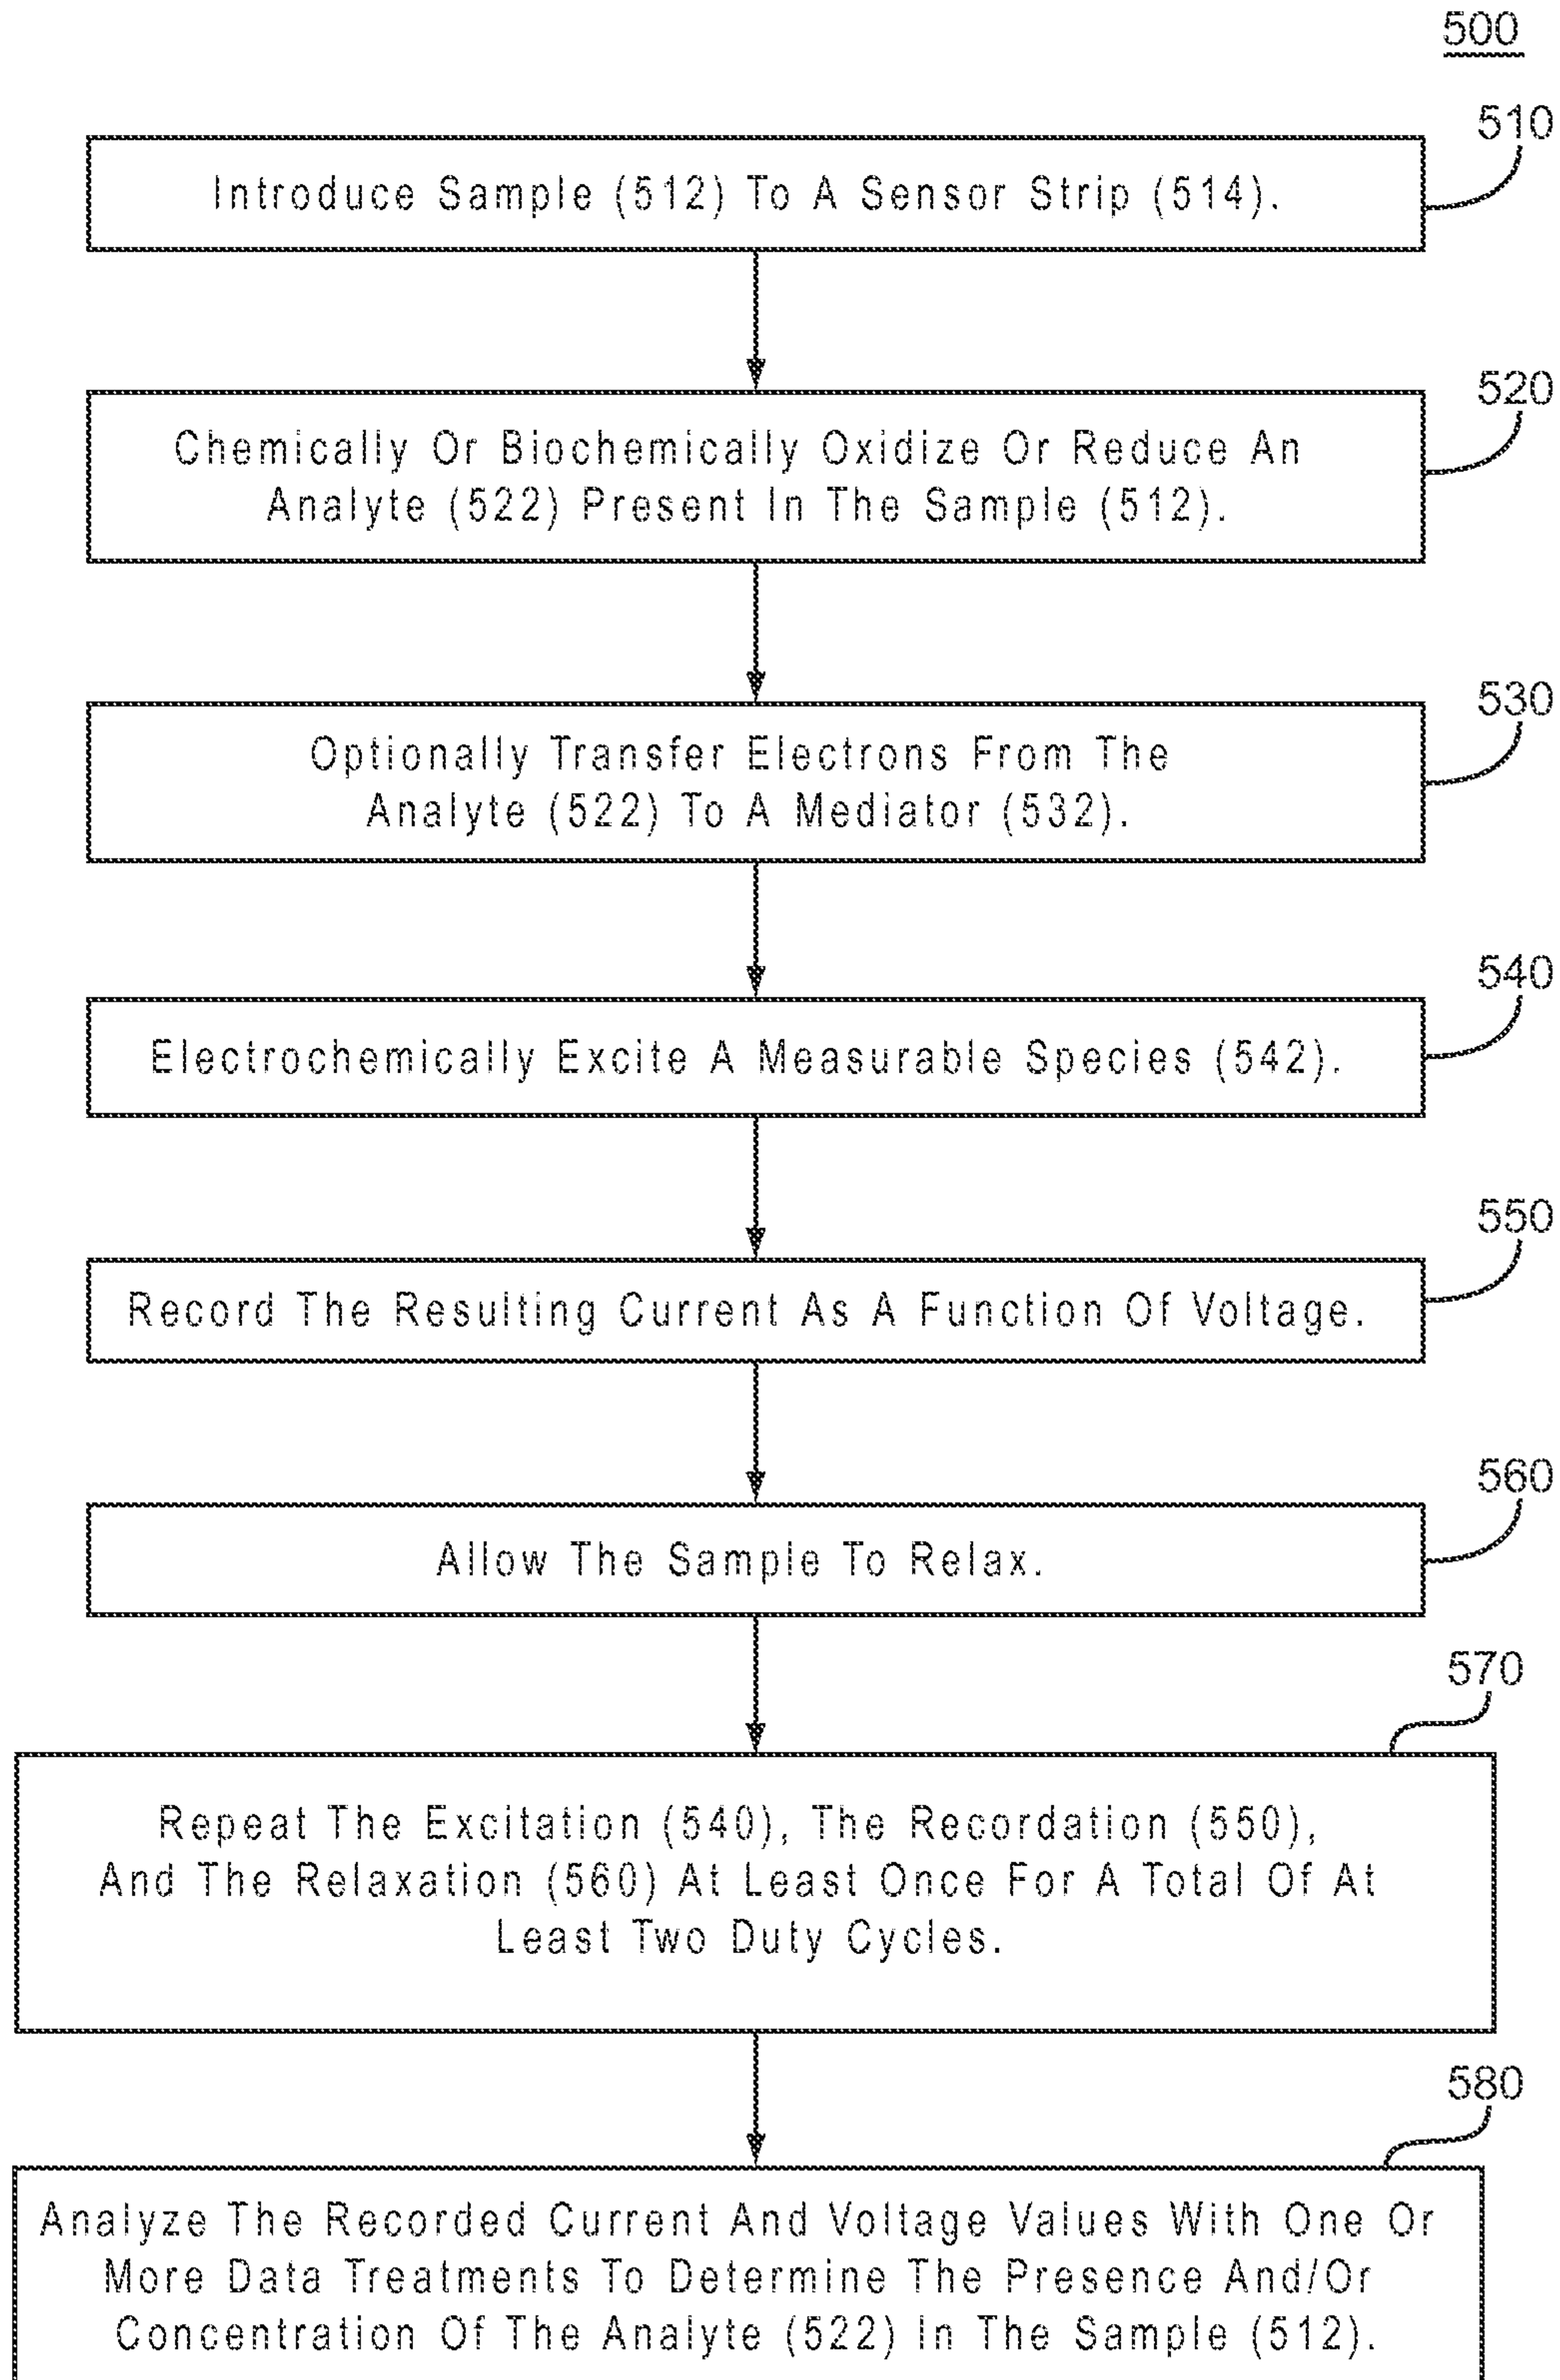 500
510
Introduce Sample (512) To A Sensor Strip (514).
520
Chemically Or Biochemically Oxidize Or Reduce An
Analyte (522) Present In The Sample (512).
530
Optionally Transfer Electrons From The
Analyte (522) To A Mediator (532).
540
Electrochemically Excite A Measurable Species (542).
550
Record The Resulting Current As A Function Of Voltage.
560
Allow The Sample To Relax.
570
Repeat The Excitation (540), The Recordation (550),
And The Relaxation (560) At Least Once For A Total Of At
Least Two Duty Cycles.
580
Analyze The Recorded Current And Voltage Values With One Or
More Data Treatments To Determine The Presence And/Or
Concentration Of The Analyte (522) In The Sample (512).